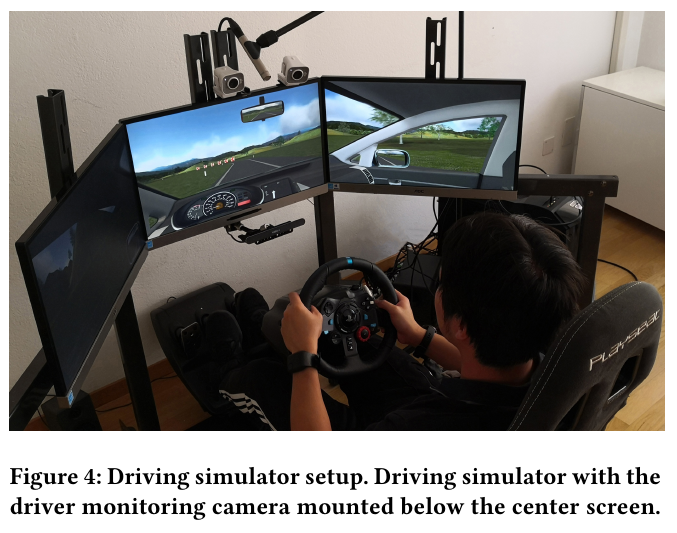 PLAYSEAT
Figure 4: Driving simulator setup. Driving simulator with the
driver monitoring camera mounted below the center screen.